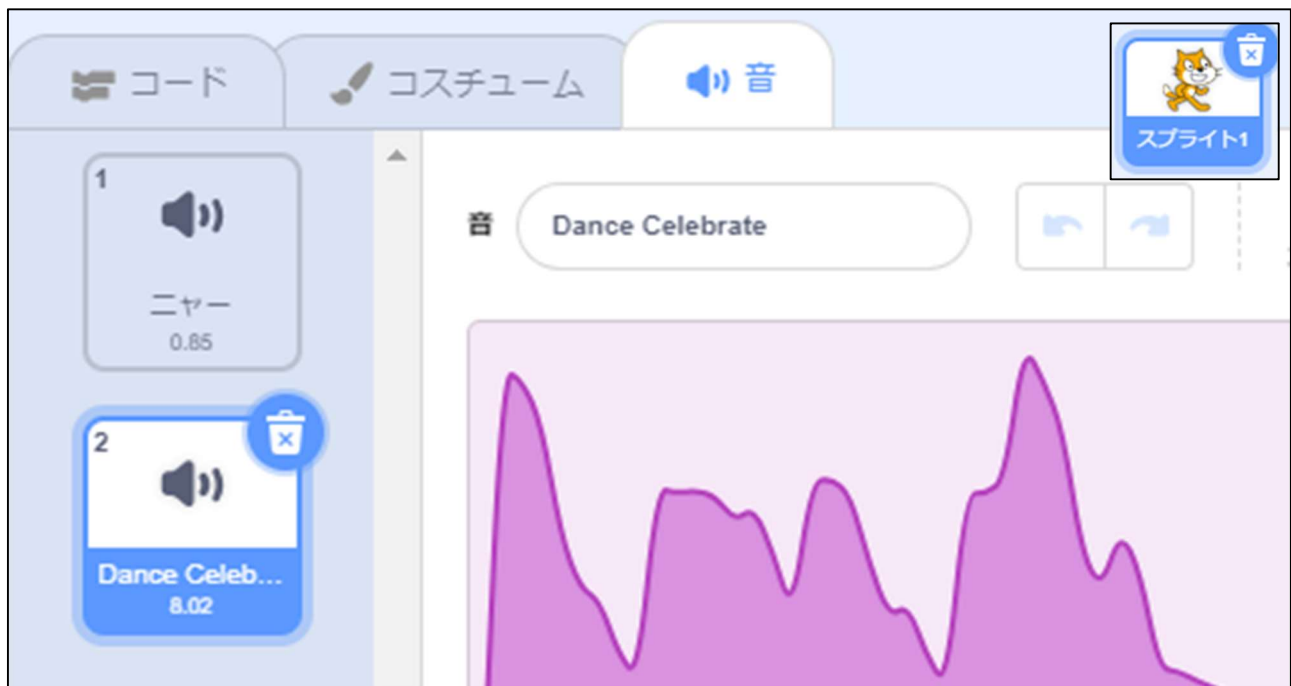 コード
コスチューム
音
スプライト1
1
ニャー
0.85
音
Dance Celebrate
2
Dance Celeb...
8.02